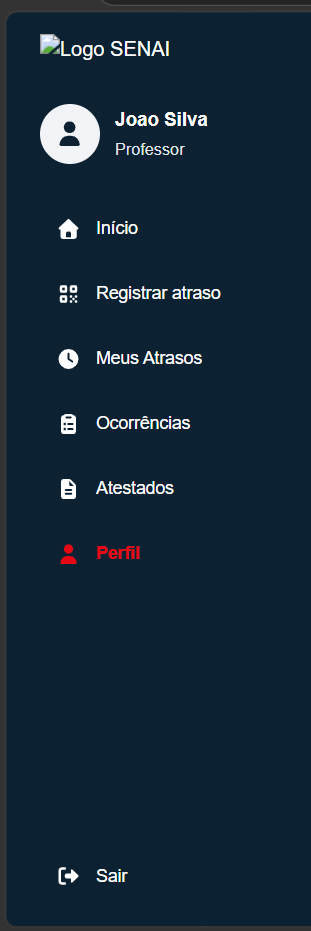 Logo SENAI
Joao Silva
Professor
Início
Registrar atraso
Meus Atrasos
Ocorrências
Atestados
Perfil
Sair